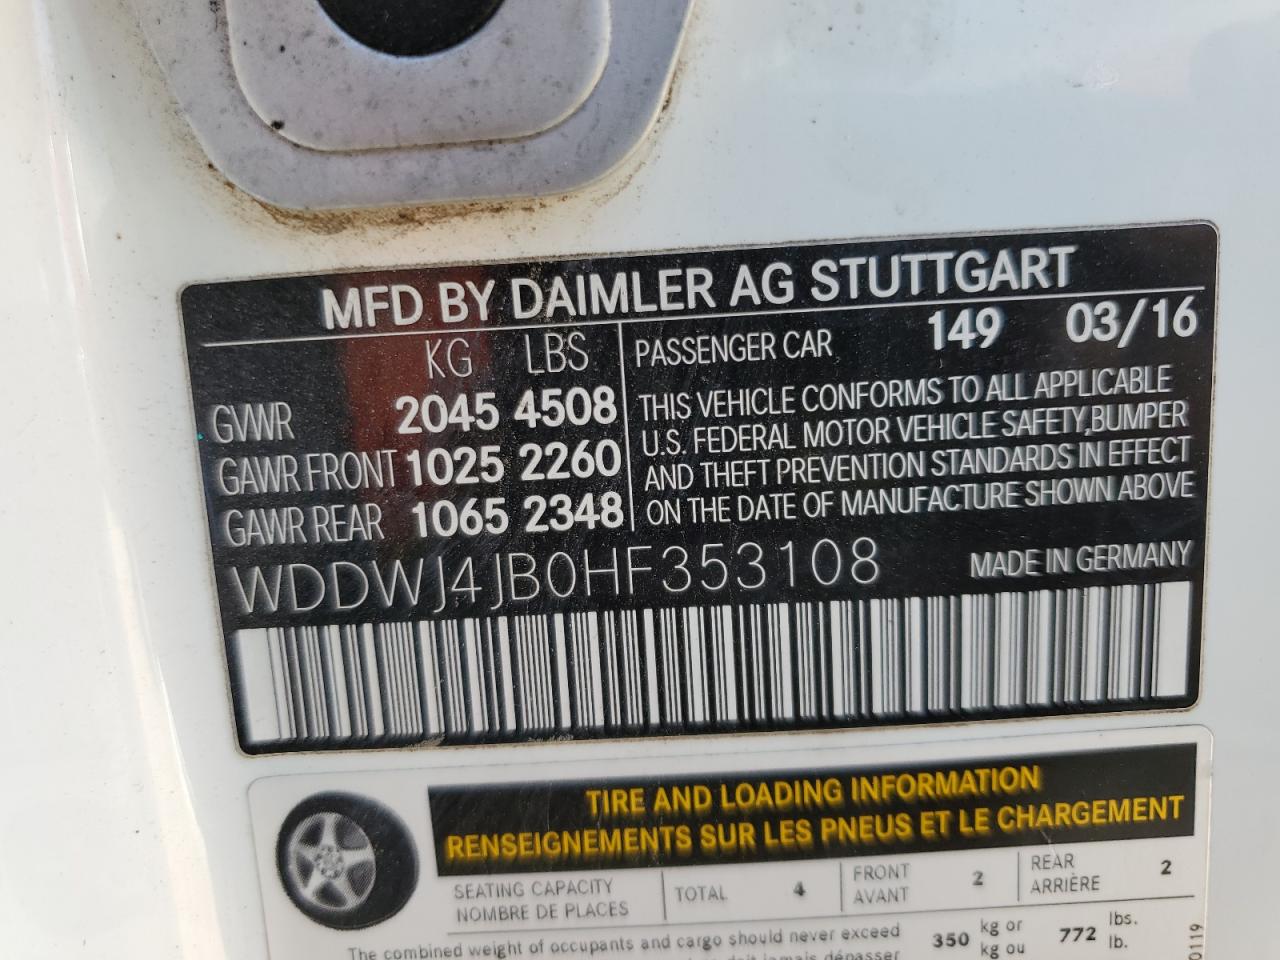 MFD BY DAIMLER AG STUTTGART
KG LBS PASSENGER CAR 149 03/16
GVWR 2045 4508
GAWR FRONT 1025 2260
GAWR REAR 1065 2348
THIS VEHICLE CONFORMS TO ALL APPLICABLE
U.S. FEDERAL MOTOR VEHICLE SAFETY,BUMPER
AND THEFT PREVENTION STANDARDS IN EFFECT
ON THE DATE OF MANUFACTURE SHOWN ABOVE
WDDWJ4JB0HF353108 MADE IN GERMANY
TIRE AND LOADING INFORMATION
RENSEIGNEMENTS SUR LES PNEUS ET LE CHARGEMENT
SEATING CAPACITY
NOMBRE DE PLACES
TOTAL 4
FRONT
AVANT
2
REAR
ARRIÈRE
2
The combined weight of occupants and cargo should never exceed
doit jamais dépasser
350 kg or
kg ou
772 lbs.
lb.
0119